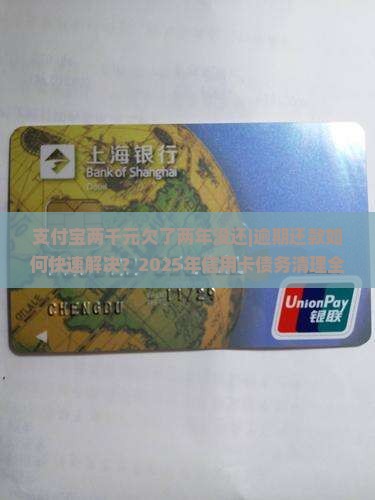 上海银行
Bank of Shanghai
支付宝两千元欠了两年没还|逾期还款如
何快速解决？2025年信用卡债务清理全
11/29
CHENGDU
UnionPay
银联